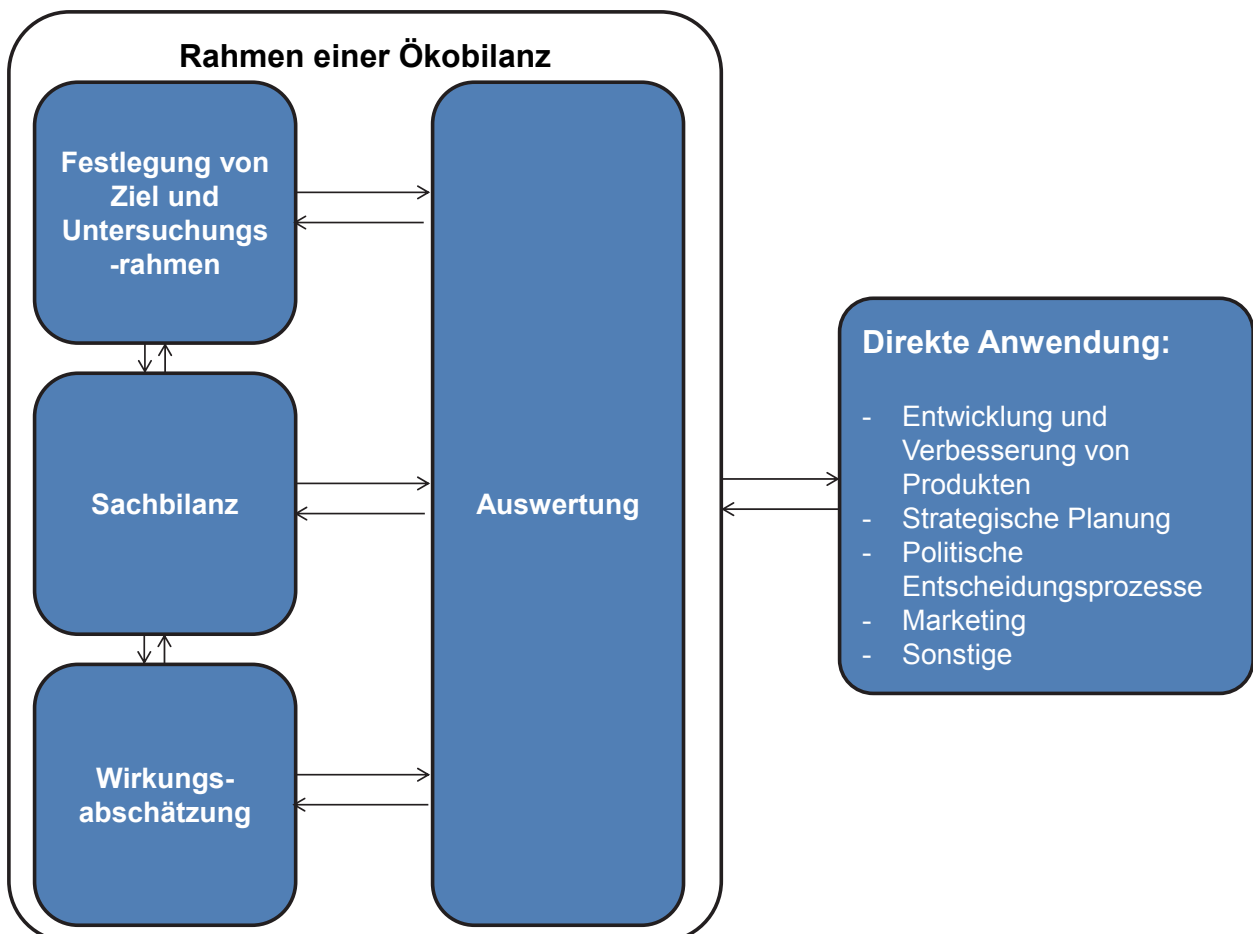 Rahmen einer Ökobilanz
Festlegung von
Ziel und
Untersuchungs
-rahmen
Sachbilanz
Wirkungs-
abschätzung
Auswertung
Direkte Anwendung:
- Entwicklung und
Verbesserung von
Produkten
- Strategische Planung
- Politische
Entscheidungsprozesse
- Marketing
- Sonstige